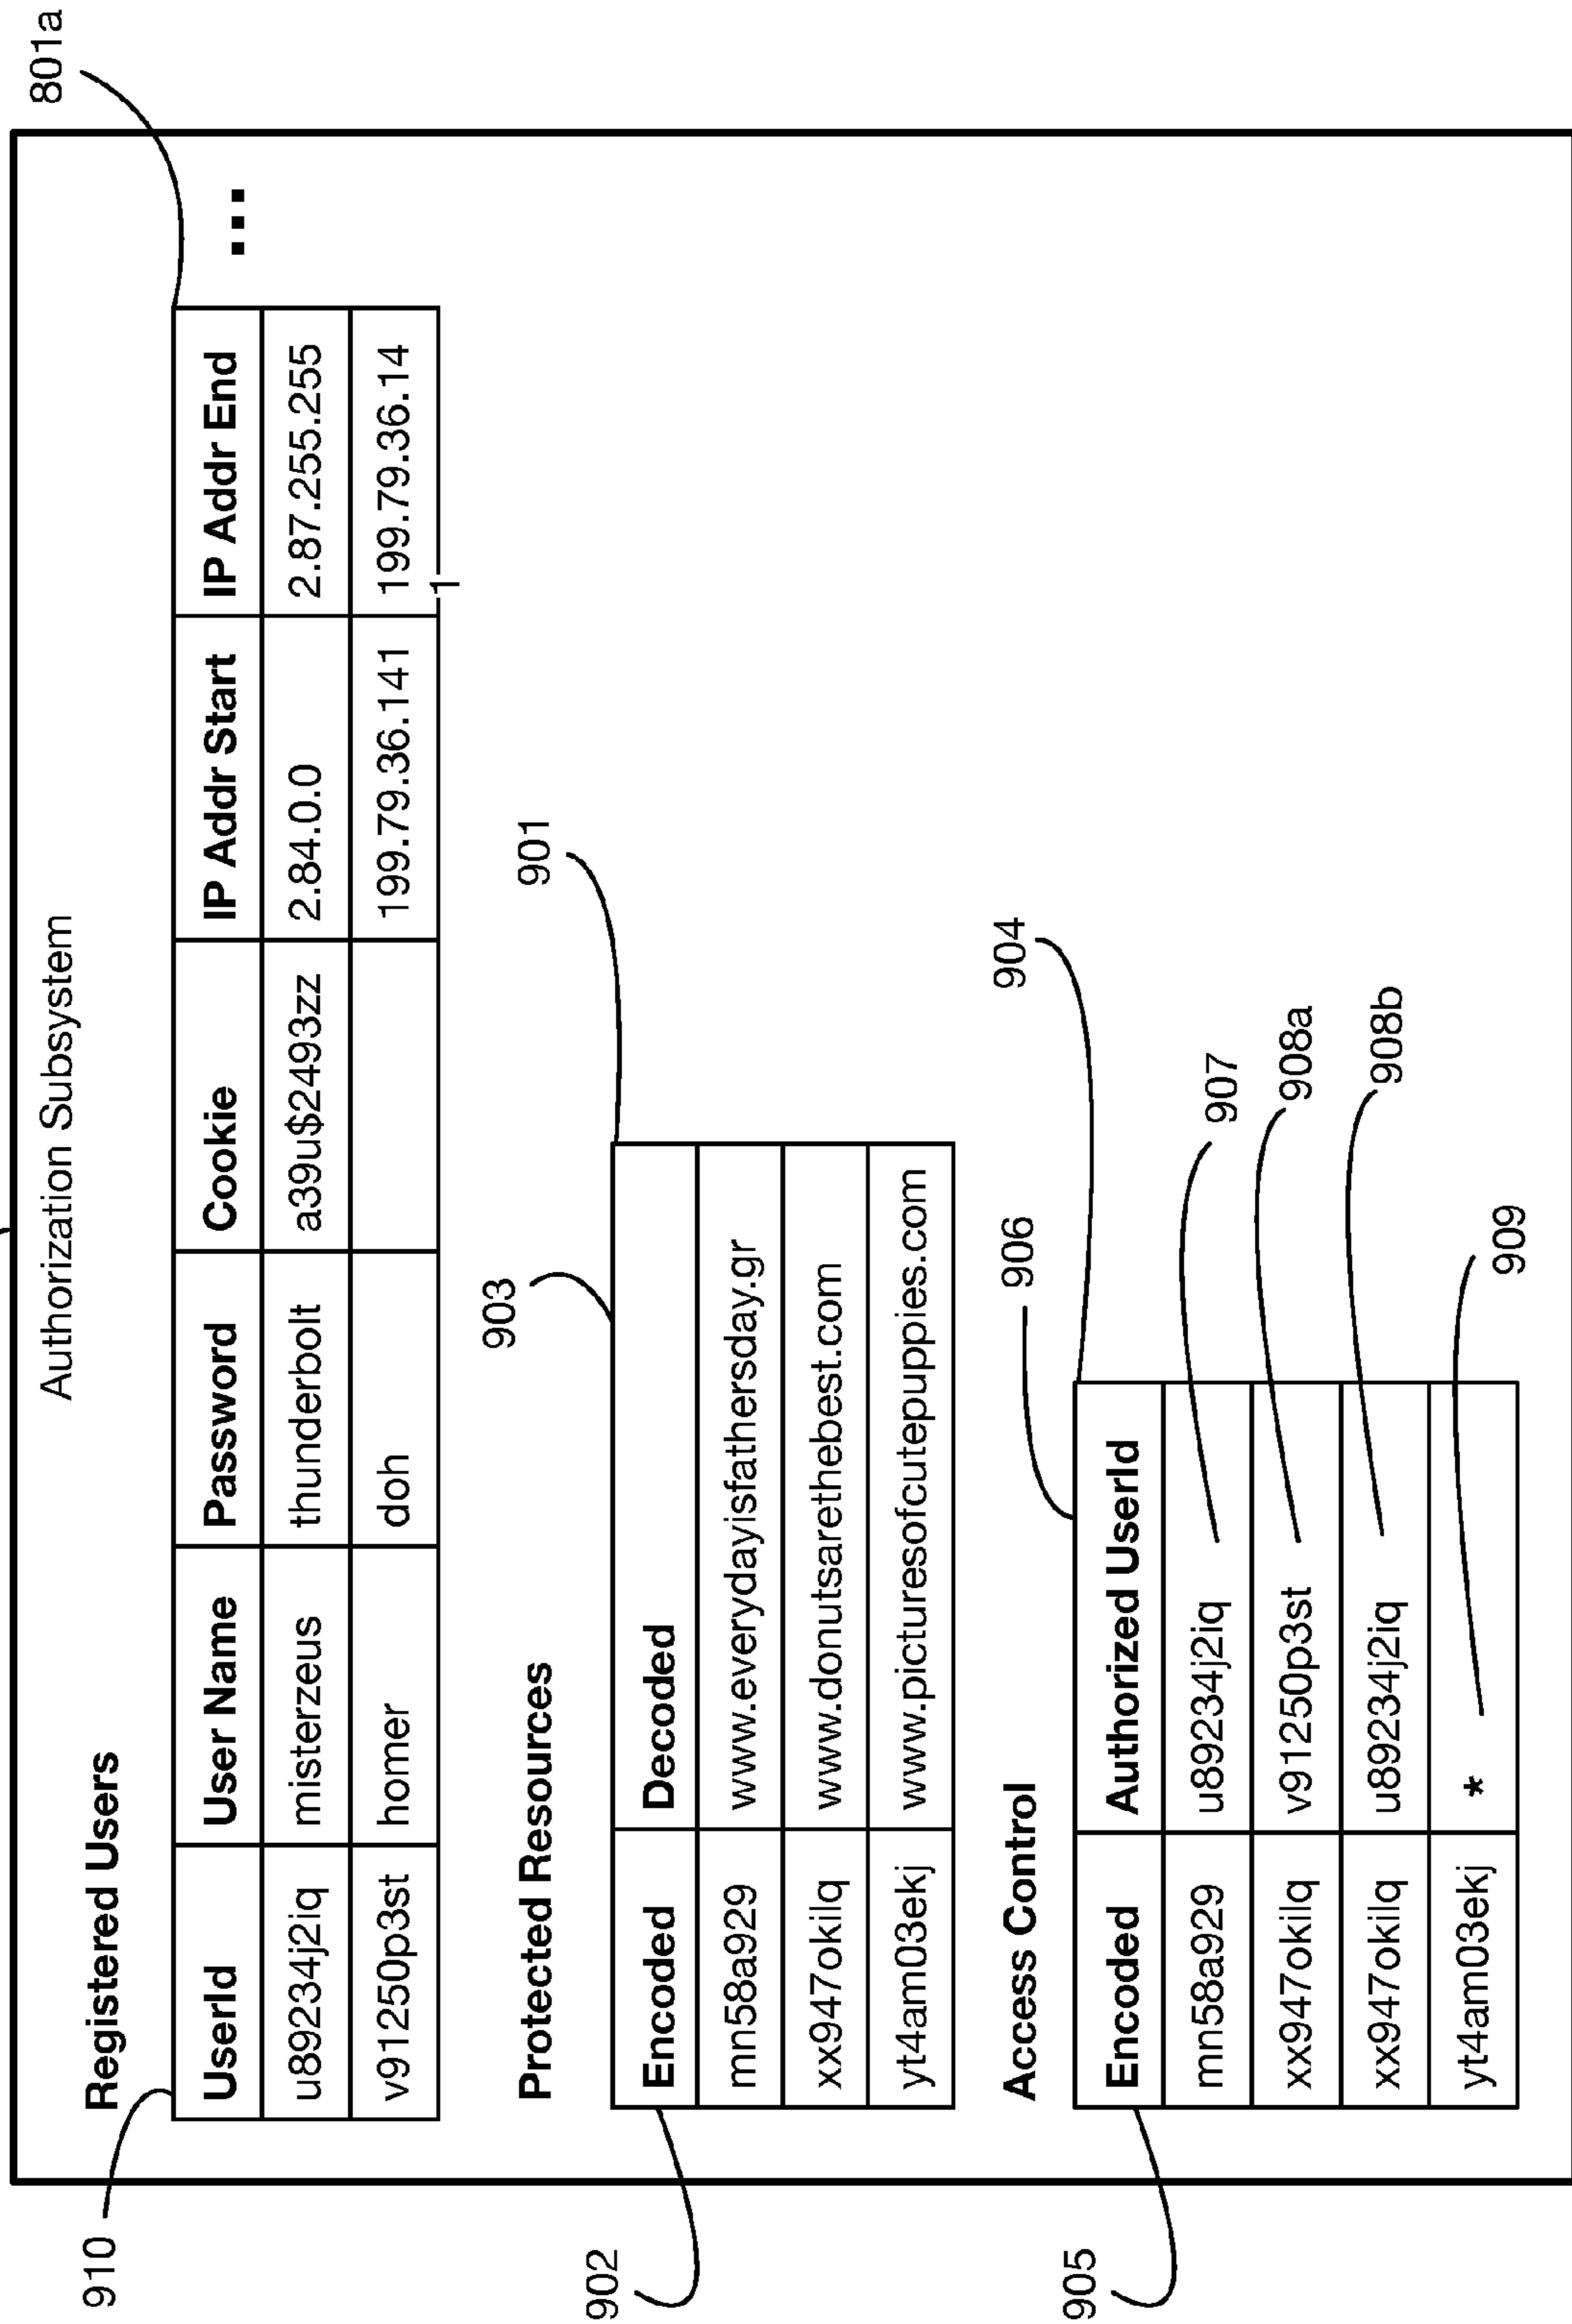 Authorization Subsystem
801a
910
Registered Users
UserId User Name Password Cookie IP Addr Start IP Addr End
...
u89234j2iq misterzeus thunderbolt a39u$2493zz 2.84.0.0 2.87.255.255
v91250p3st homer doh 199.79.36.141 199.79.36.14
1
903
901
Protected Resources
902
Encoded Decoded
mn58a929 www.everydayisfathersday.gr
xx947okilq www.donutsarethebest.com
yt4am03ekj www.picturesofcutepuppies.com
906
904
Access Control
905
Encoded Authorized UserId
mn58a929 u89234j2iq
907
xx947okilq v91250p3st
908a
xx947okilq u89234j2iq
908b
yt4am03ekj *
909